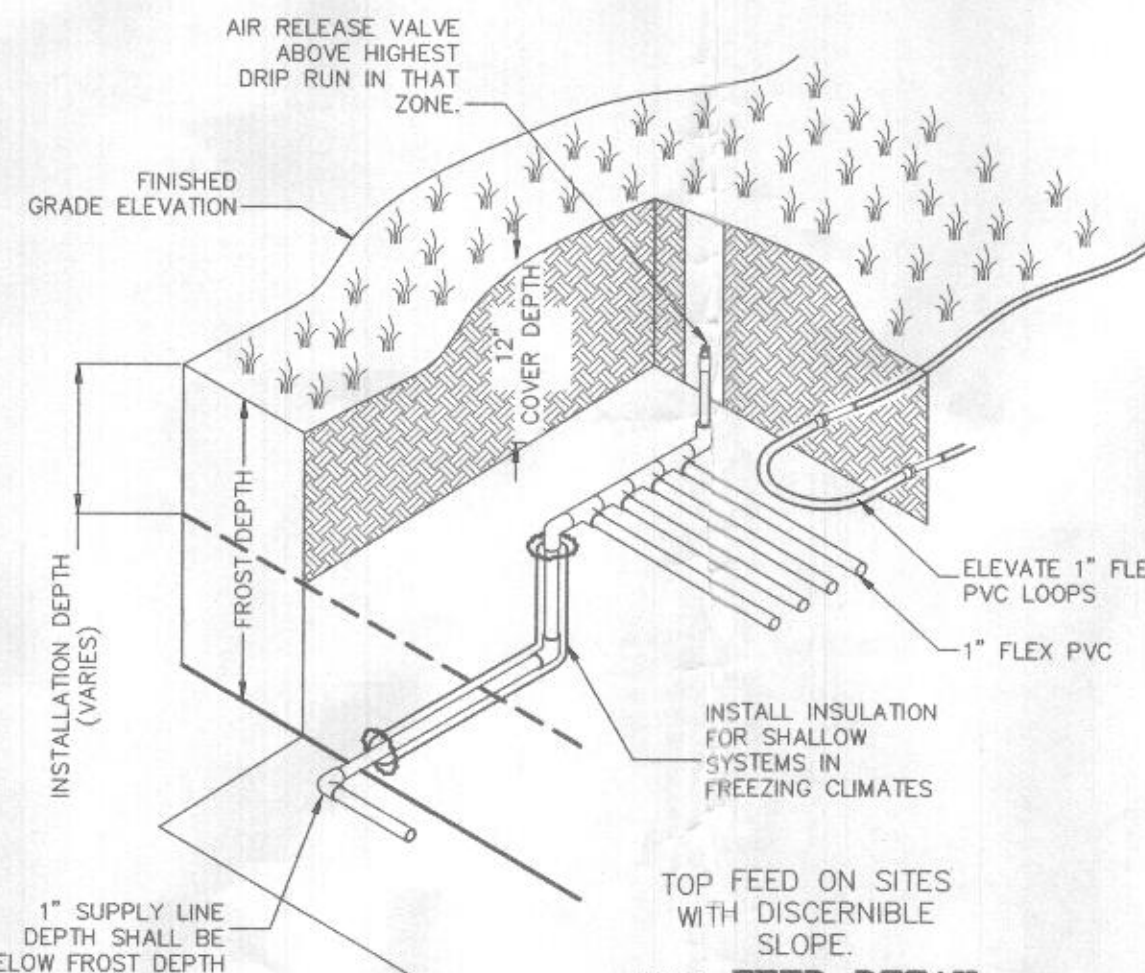 AIR RELEASE VALVE
ABOVE HIGHEST
DRIP RUN IN THAT
ZONE.
FINISHED
GRADE ELEVATION
12"
COVER DEPTH
FROST DEPTH
INSTALLATION DEPTH
(VARIES)
ELEVATE 1" FLE
PVC LOOPS
1" FLEX PVC
INSTALL INSULATION
FOR SHALLOW
SYSTEMS IN
FREEZING CLIMATES
TOP FEED ON SITES
WITH DISCERNIBLE
SLOPE.
1" SUPPLY LINE
DEPTH SHALL BE
ELOW FROST DEPTH